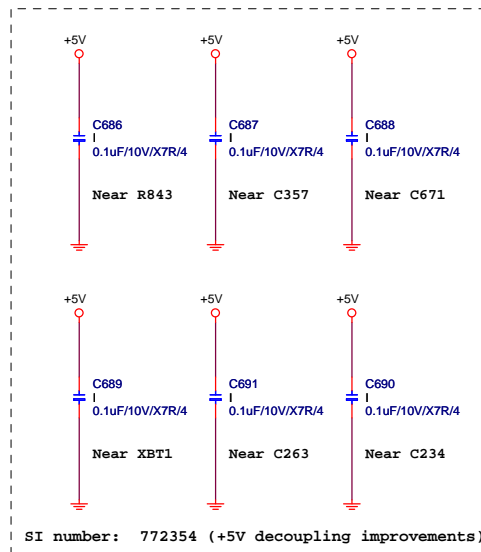 +5V +5V +5V
C686 C687 C688
I I I
0.1uF/10V/X7R/4 0.1uF/10V/X7R/4 0.1uF/10V/X7R/4
Near R843 Near C357 Near C671
+5V +5V +5V
C689 C691 C690
I I I
0.1uF/10V/X7R/4 0.1uF/10V/X7R/4 0.1uF/10V/X7R/4
Near XBT1 Near C263 Near C234
SI number: 772354 (+5V decoupling improvements)